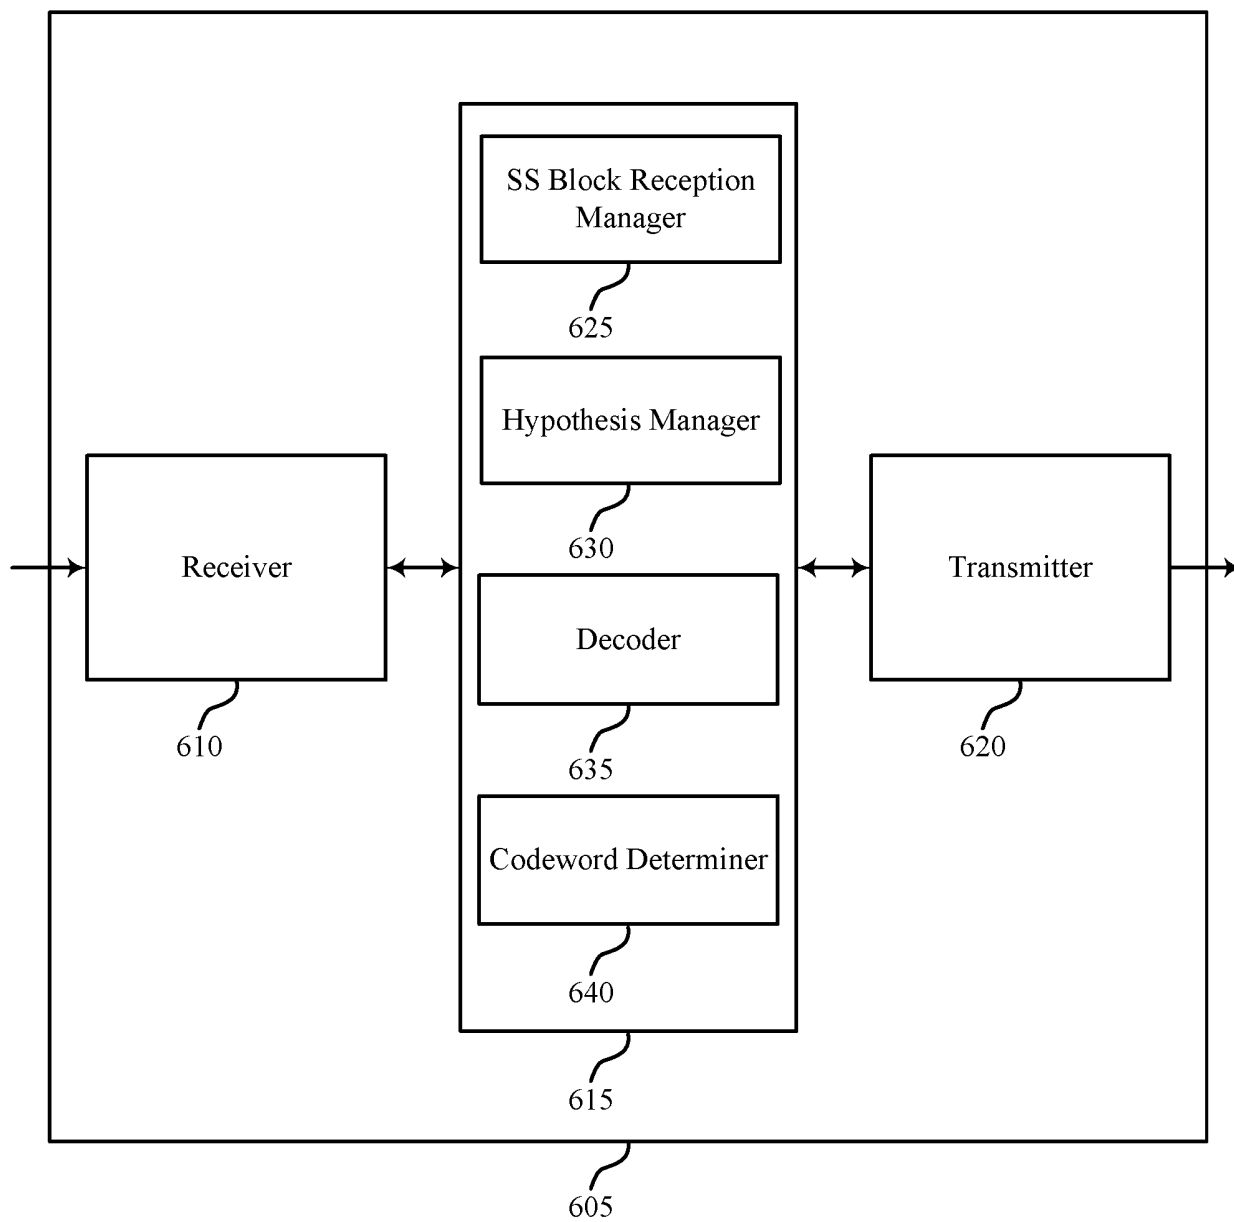 SS Block Reception
Manager
625
Hypothesis Manager
630
Receiver
610
Transmitter
620
Decoder
635
Codeword Determiner
640
615
605